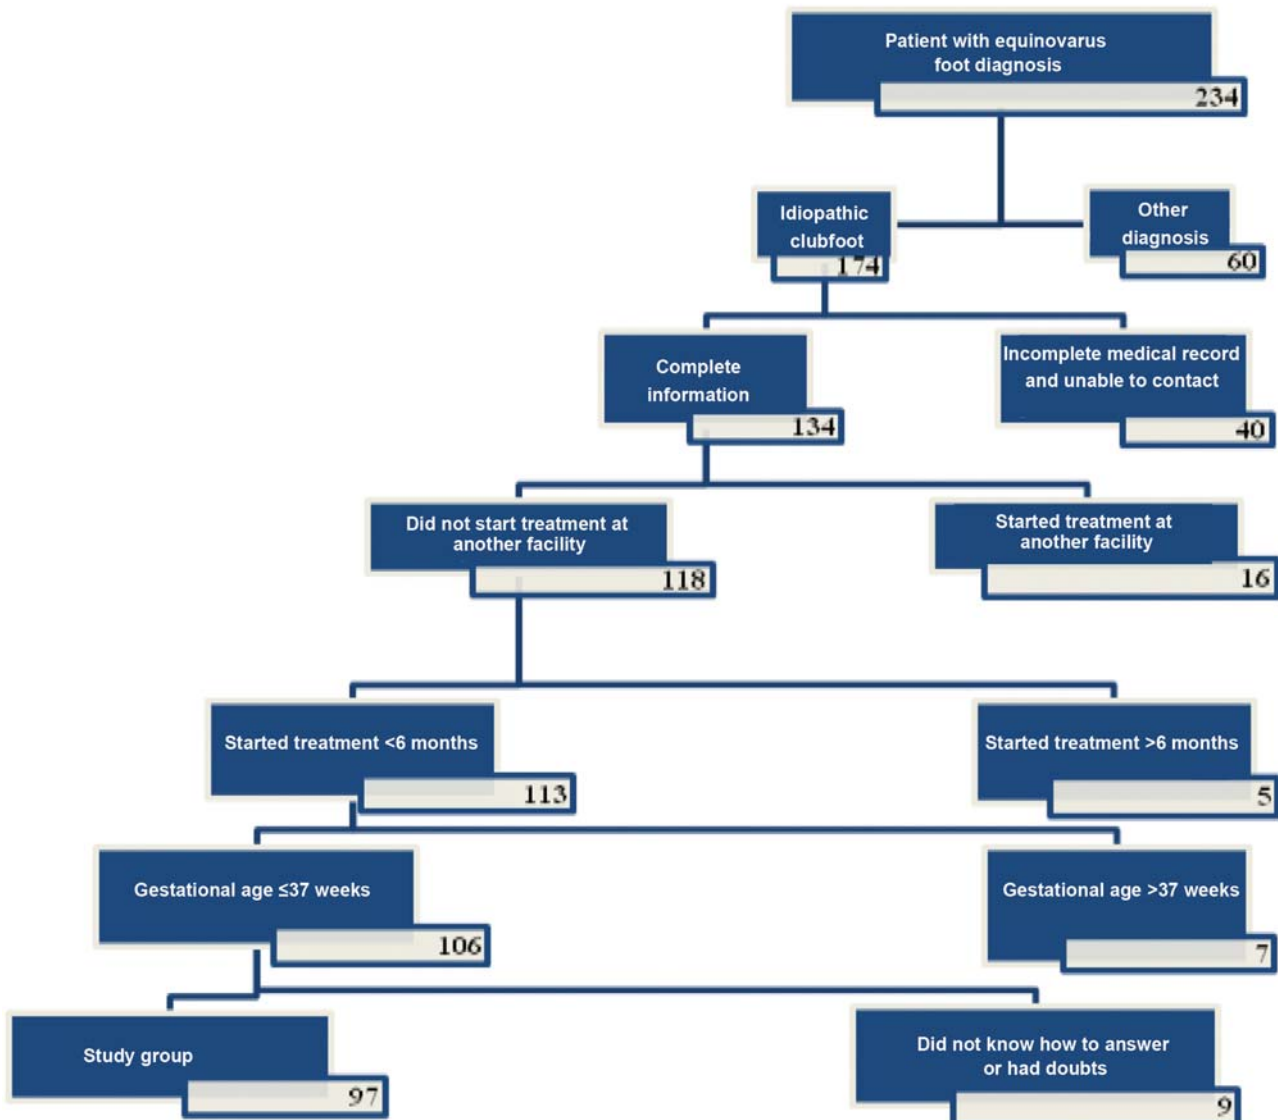 Patient with equinovarus
foot diagnosis
234
Idiopathic
clubfoot
174
Other
diagnosis
60
Complete
information
134
Incomplete medical record
and unable to contact
40
Did not start treatment at
another facility
118
Started treatment at
another facility
16
Started treatment <6 months
113
Started treatment >6 months
5
Gestational age ≤37 weeks
106
Gestational age >37 weeks
7
Study group
97
Did not know how to answer
or had doubts
9